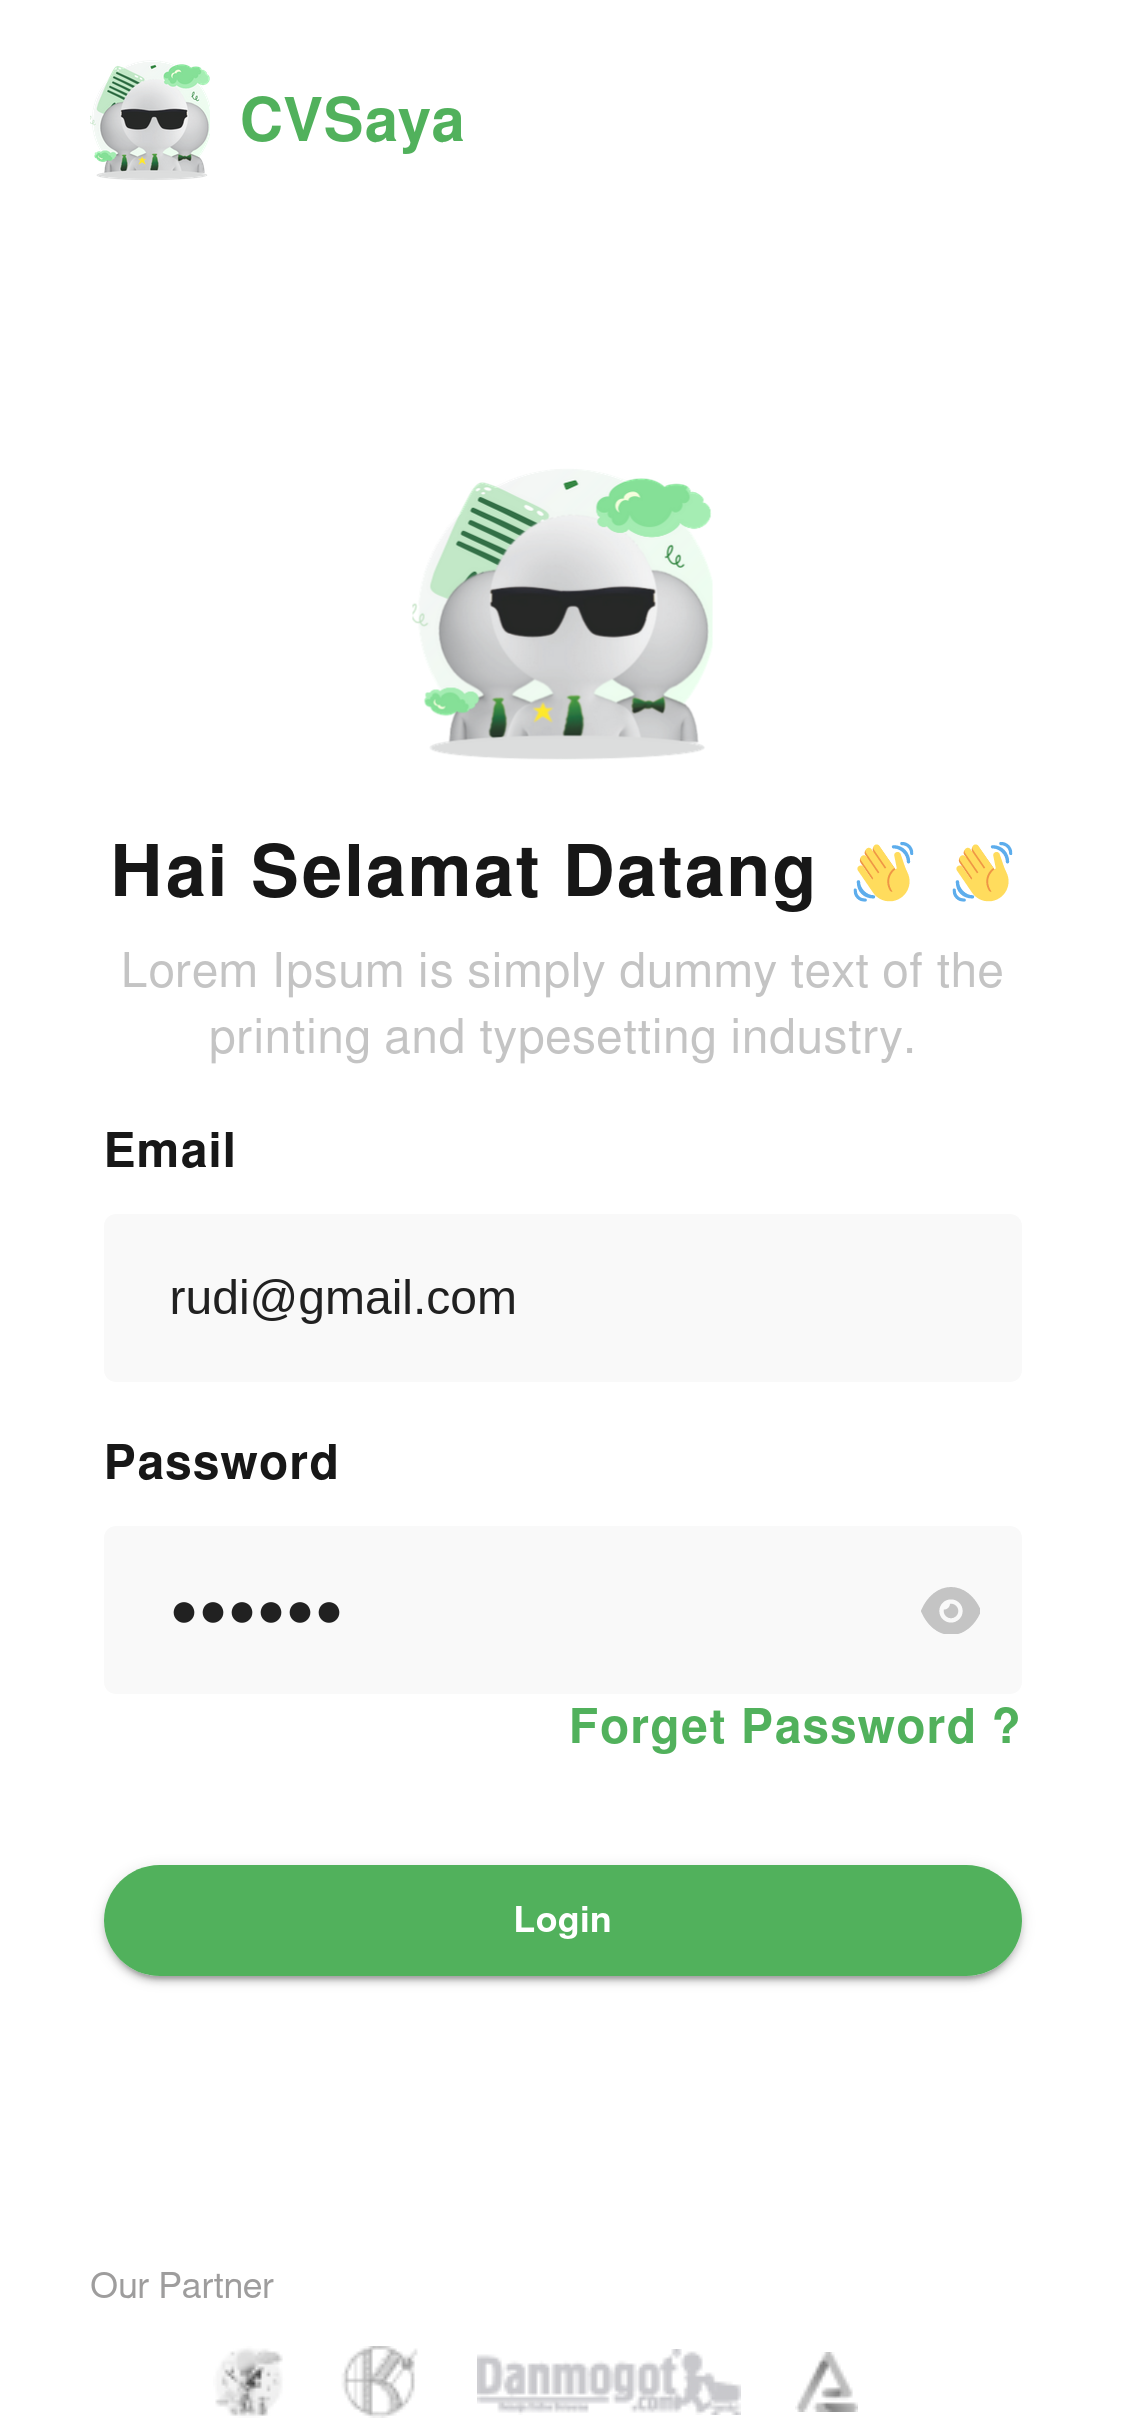 CVSaya
Hai Selamat Datang 👋 👋
Lorem Ipsum is simply dummy text of the
printing and typesetting industry.
Email
rudi@gmail.com
Password
●●●●●●
Forget Password ?
Login
Our Partner
Danmogot
.com